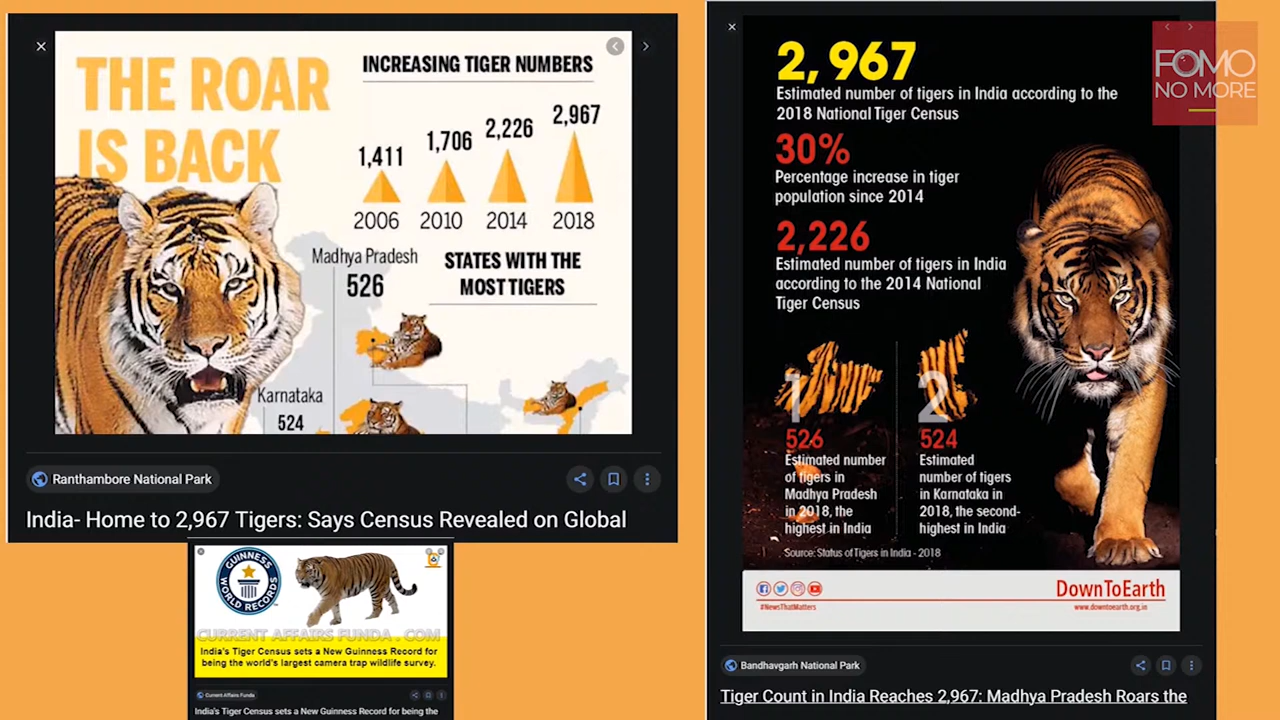 THE ROAR
IS BACK
INCREASING TIGER NUMBERS
1,411
1,706
2,226
2,967
2006
2010
2014
2018
Madhya Pradesh
526
STATES WITH THE
MOST TIGERS
Karnataka
524
Ranthambore National Park
India- Home to 2,967 Tigers: Says Census Revealed on Global
GUINNESS
WORLD RECORDS
CURRENT AFFAIRS FUNDA . COM
India's Tiger Census sets a New Guinness Record for
being the world's largest camera trap wildlife survey.
Current Affairs Funda
India's Tiger Census sets a New Guinness Record for being the
FOMO
NO MORE
2,967
Estimated number of tigers in India according to the
2018 National Tiger Census
30%
Percentage increase in tiger
population since 2014
2,226
Estimated number of tigers in India
according to the 2014 National
Tiger Census
1
526
Estimated number
of tigers in
Madhya Pradesh
in 2018, the
highest in India
2
524
Estimated
number of tigers
in Karnataka in
2018, the second-
highest in India
Source: Status of Tigers in India - 2018
#NewsThatMatters
DownToEarth
www.downtoearth.org.in
Bandhavgarh National Park
Tiger Count in India Reaches 2,967: Madhya Pradesh Roars the